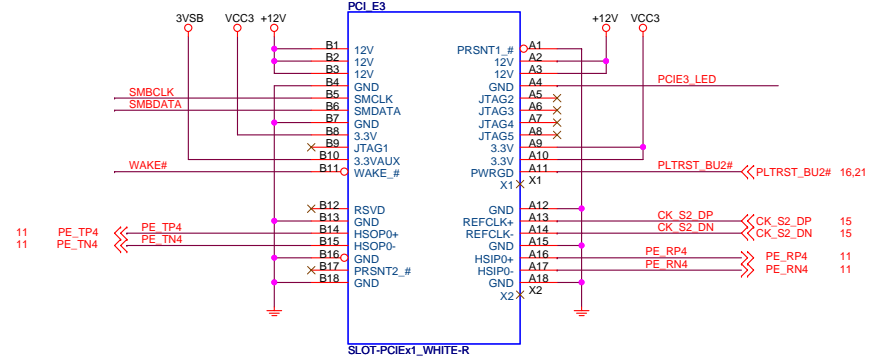 PCI_E3
3VSB VCC3 +12V +12V VCC3
B1 12V PRSNT1_# A1
B2 12V 12V A2
B3 12V 12V A3
B4 GND GND A4 PCIE3_LED
SMBCLK B5 SMCLK JTAG2 A5
SMBDATA B6 SMDATA JTAG3 A6
B7 GND JTAG4 A7
B8 3.3V JTAG5 A8
B9 JTAG1 3.3V A9
B10 3.3VAUX 3.3V A10
WAKE# B11 WAKE_# PWRGD A11 PLTRST_BU2# PLTRST_BU2# 16,21
X1 X1
B12 RSVD GND A12
B13 GND REFCLK+ A13 CK_S2_DP CK_S2_DP 15
11 PE_TP4 PE_TP4 B14 HSOP0+ REFCLK- A14 CK_S2_DN CK_S2_DN 15
11 PE_TN4 PE_TN4 B15 HSOP0- GND A15
B16 GND HSIP0+ A16 PE_RP4 PE_RP4 11
B17 PRSNT2_# HSIP0- A17 PE_RN4 PE_RN4 11
B18 GND GND A18
X2 X2
SLOT-PCIEx1_WHITE-R